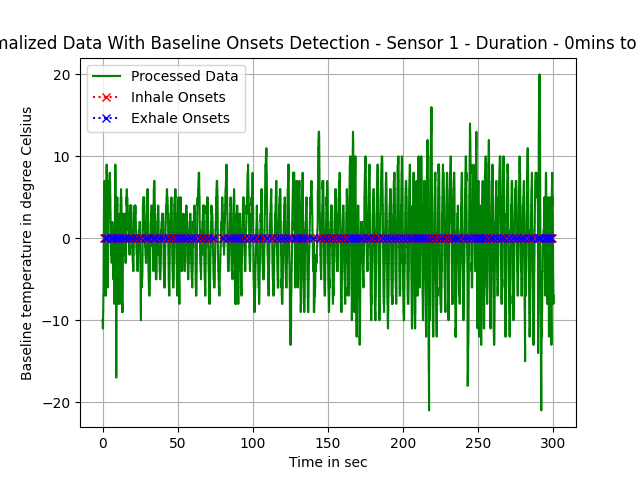 malized Data With Baseline Onsets Detection - Sensor 1 - Duration - 0mins to
Processed Data
Inhale Onsets
Exhale Onsets
Baseline temperature in degree Celsius
20
10
0
−10
−20
0 50 100 150 200 250 300
Time in sec